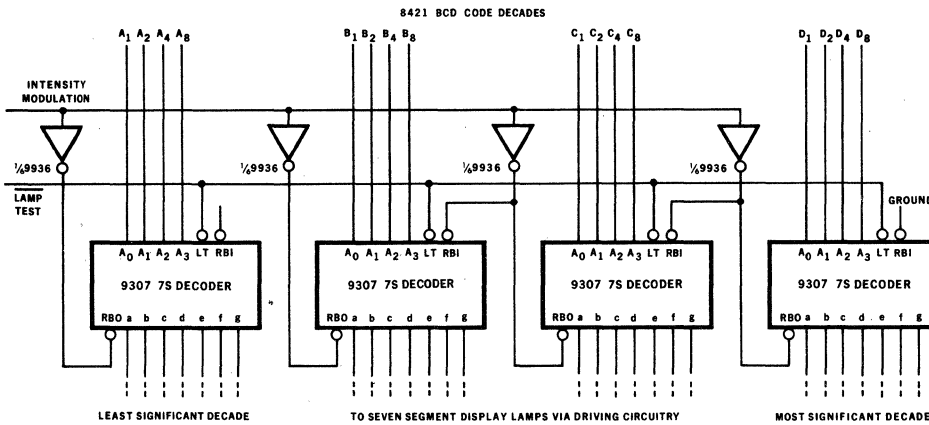 8421 BCD CODE DECADES
A1 A2 A4 A8 B1 B2 B4 B8 C1 C2 C4 C8 D1 D2 D4 D8
INTENSITY
MODULATION
1/6 9936 1/6 9936 1/6 9936 1/6 9936
LAMP
TEST
GROUND
A0 A1 A2 A3 LT RBI A0 A1 A2 A3 LT RBI A0 A1 A2 A3 LT RBI A0 A1 A2 A3 LT RBI
9307 7S DECODER 9307 7S DECODER 9307 7S DECODER 9307 7S DECODER
RBO a b c d e f g RBO a b c d e f g RBO a b c d e f g RBO a b c d e f g
LEAST SIGNIFICANT DECADE TO SEVEN SEGMENT DISPLAY LAMPS VIA DRIVING CIRCUITRY MOST SIGNIFICANT DECADE